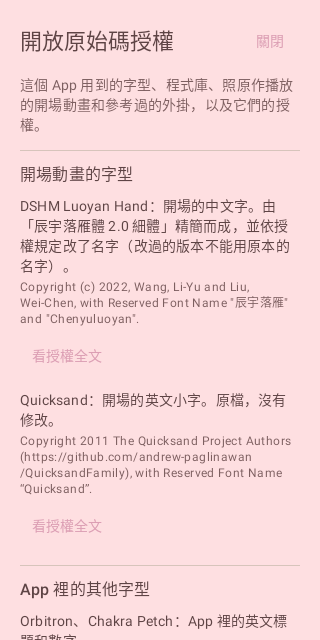 開放原始碼授權
關閉
這個 App 用到的字型、程式庫、照原作播放
的開場動畫和參考過的外掛，以及它們的授
權。
開場動畫的字型
DSHM Luoyan Hand：開場的中文字。由
「辰宇落雁體 2.0 細體」精簡而成，並依授
權規定改了名字（改過的版本不能用原本的
名字）。
Copyright (c) 2022, Wang, Li-Yu and Liu,
Wei-Chen, with Reserved Font Name "辰宇落雁"
and "Chenyuluoyan".
看授權全文
Quicksand：開場的英文小字。原檔，沒有
修改。
Copyright 2011 The Quicksand Project Authors
(https://github.com/andrew-paglinawan
/QuicksandFamily), with Reserved Font Name
“Quicksand”.
看授權全文
App 裡的其他字型
Orbitron、Chakra Petch：App 裡的英文標
題和數字